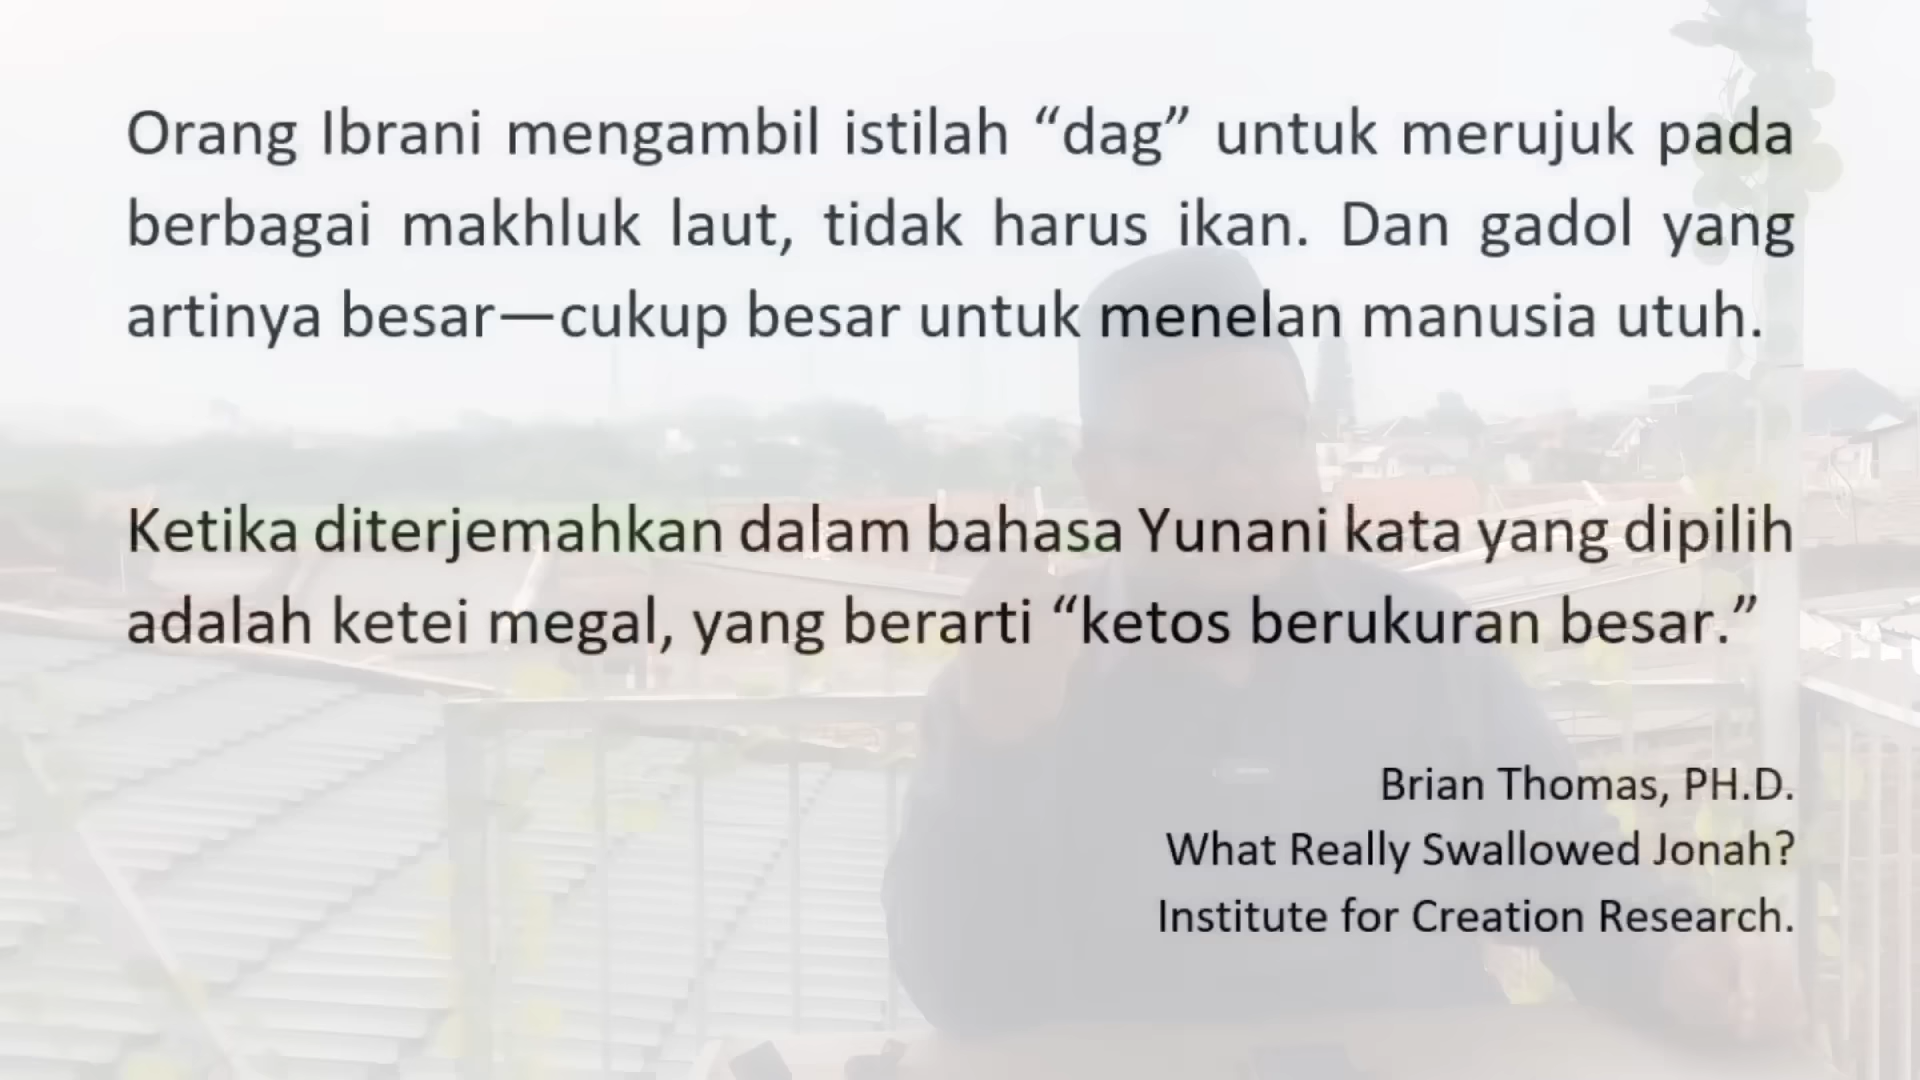 Orang Ibrani mengambil istilah “dag” untuk merujuk pada
berbagai makhluk laut, tidak harus ikan. Dan gadol yang
artinya besar—cukup besar untuk menelan manusia utuh.
Ketika diterjemahkan dalam bahasa Yunani kata yang dipilih
adalah ketei megal, yang berarti “ketos berukuran besar.”
Brian Thomas, PH.D.
What Really Swallowed Jonah?
Institute for Creation Research.